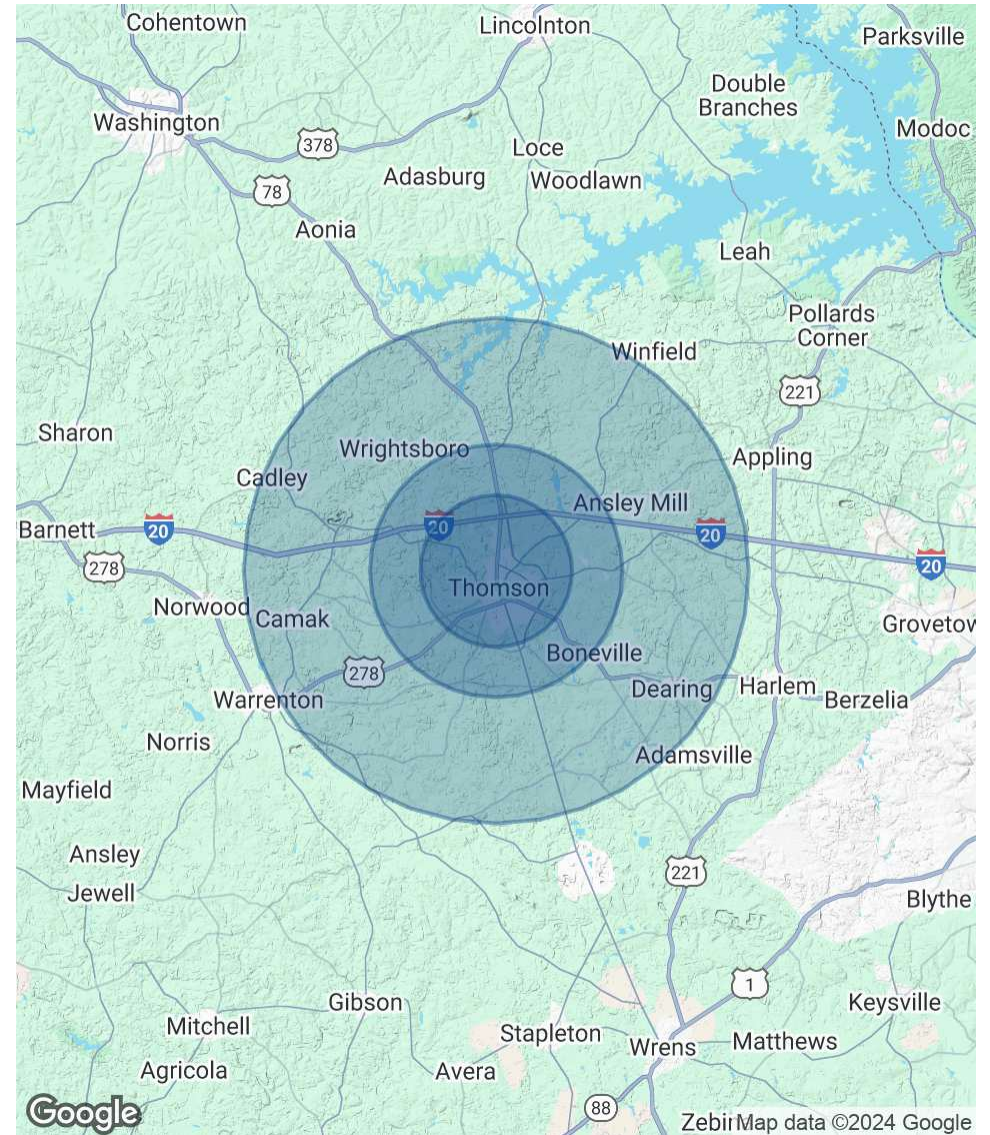 Cohentown
Lincolnton
Parksville
Double
Branches
Washington
Modoc
378
Loce
Adasburg
Woodlawn
78
Aonia
Leah
Pollards
Corner
Winfield
221
Sharon
Wrightsboro
Appling
Cadley
Ansley Mill
Barnett
20
20
20
20
278
Thomson
Norwood
Camak
Grovetow
Boneville
278
Dearing
Harlem
Warrenton
Berzelia
Norris
Adamsville
Mayfield
Ansley
221
Jewell
Blythe
1
Gibson
Keysville
Mitchell
Stapleton
Matthews
Wrens
Agricola
Avera
88
Google
Map data ©2024 Google